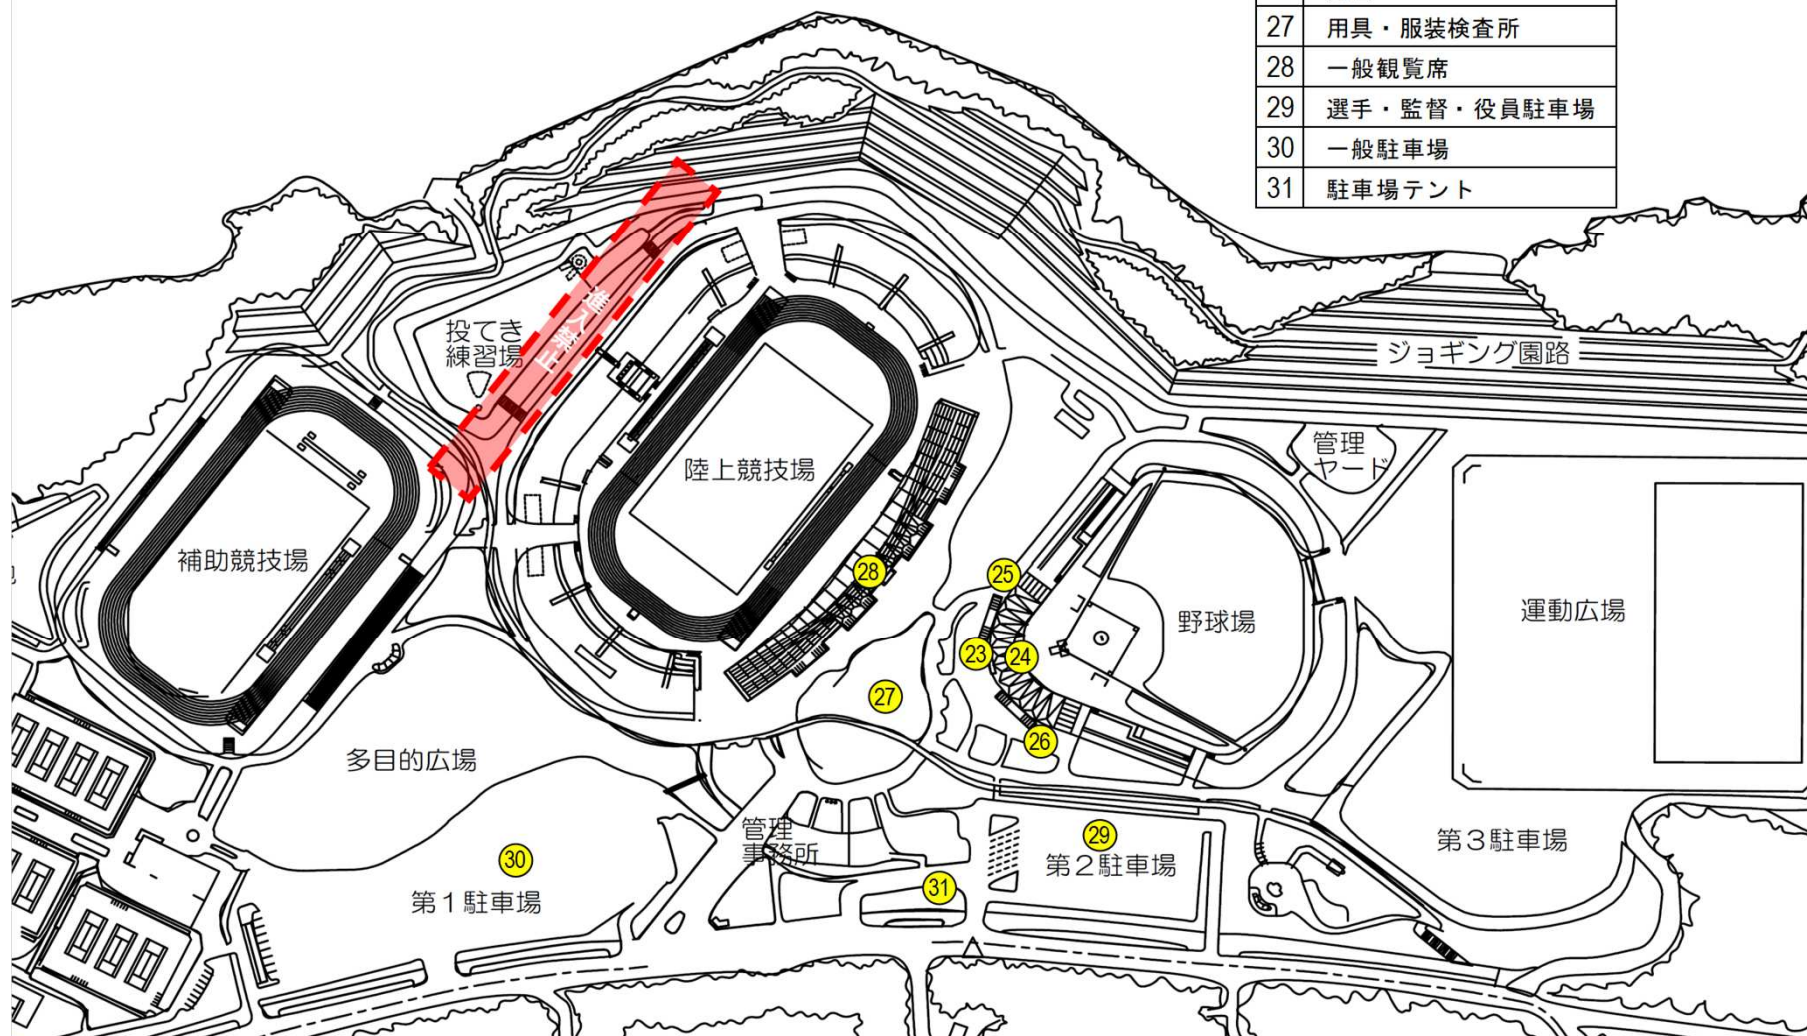 27 用具・服装検査所
28 一般観覧席
29 選手・監督・役員駐車場
30 一般駐車場
31 駐車場テント
進入禁止
投てき
練習場
ジョギング園路
管理
ヤード
陸上競技場
補助競技場
28
25
野球場
運動広場
23
24
27
26
多目的広場
管理
事務所
29
第2駐車場
第3駐車場
30
第1駐車場
31